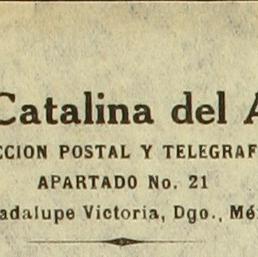 Catalina del A
CCION POSTAL Y TELEGRAF
APARTADO No. 21
adalupe Victoria, Dgo., Mé